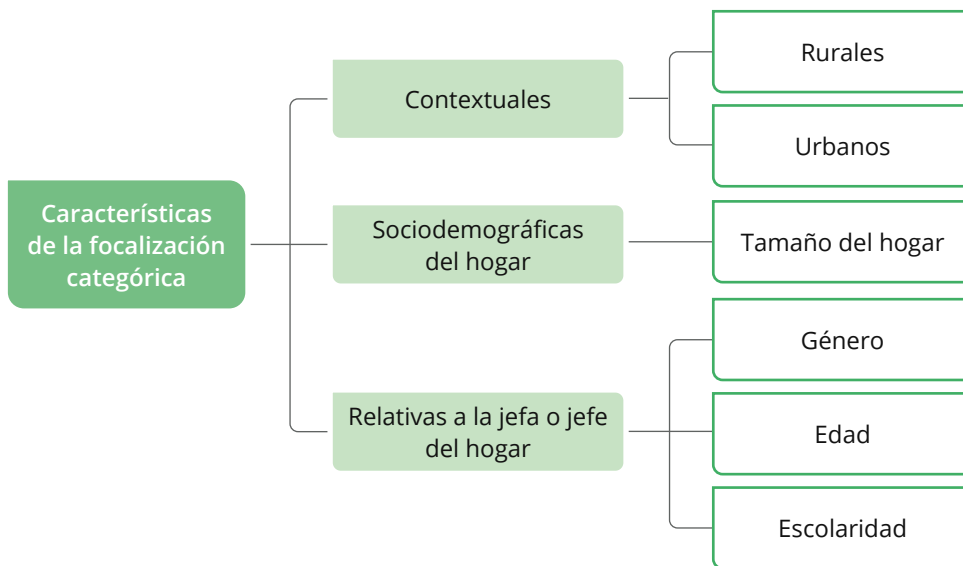 Características
de la focalización
categórica
Contextuales
Rurales
Urbanos
Sociodemográficas
del hogar
Tamaño del hogar
Relativas a la jefa o jefe
del hogar
Género
Edad
Escolaridad